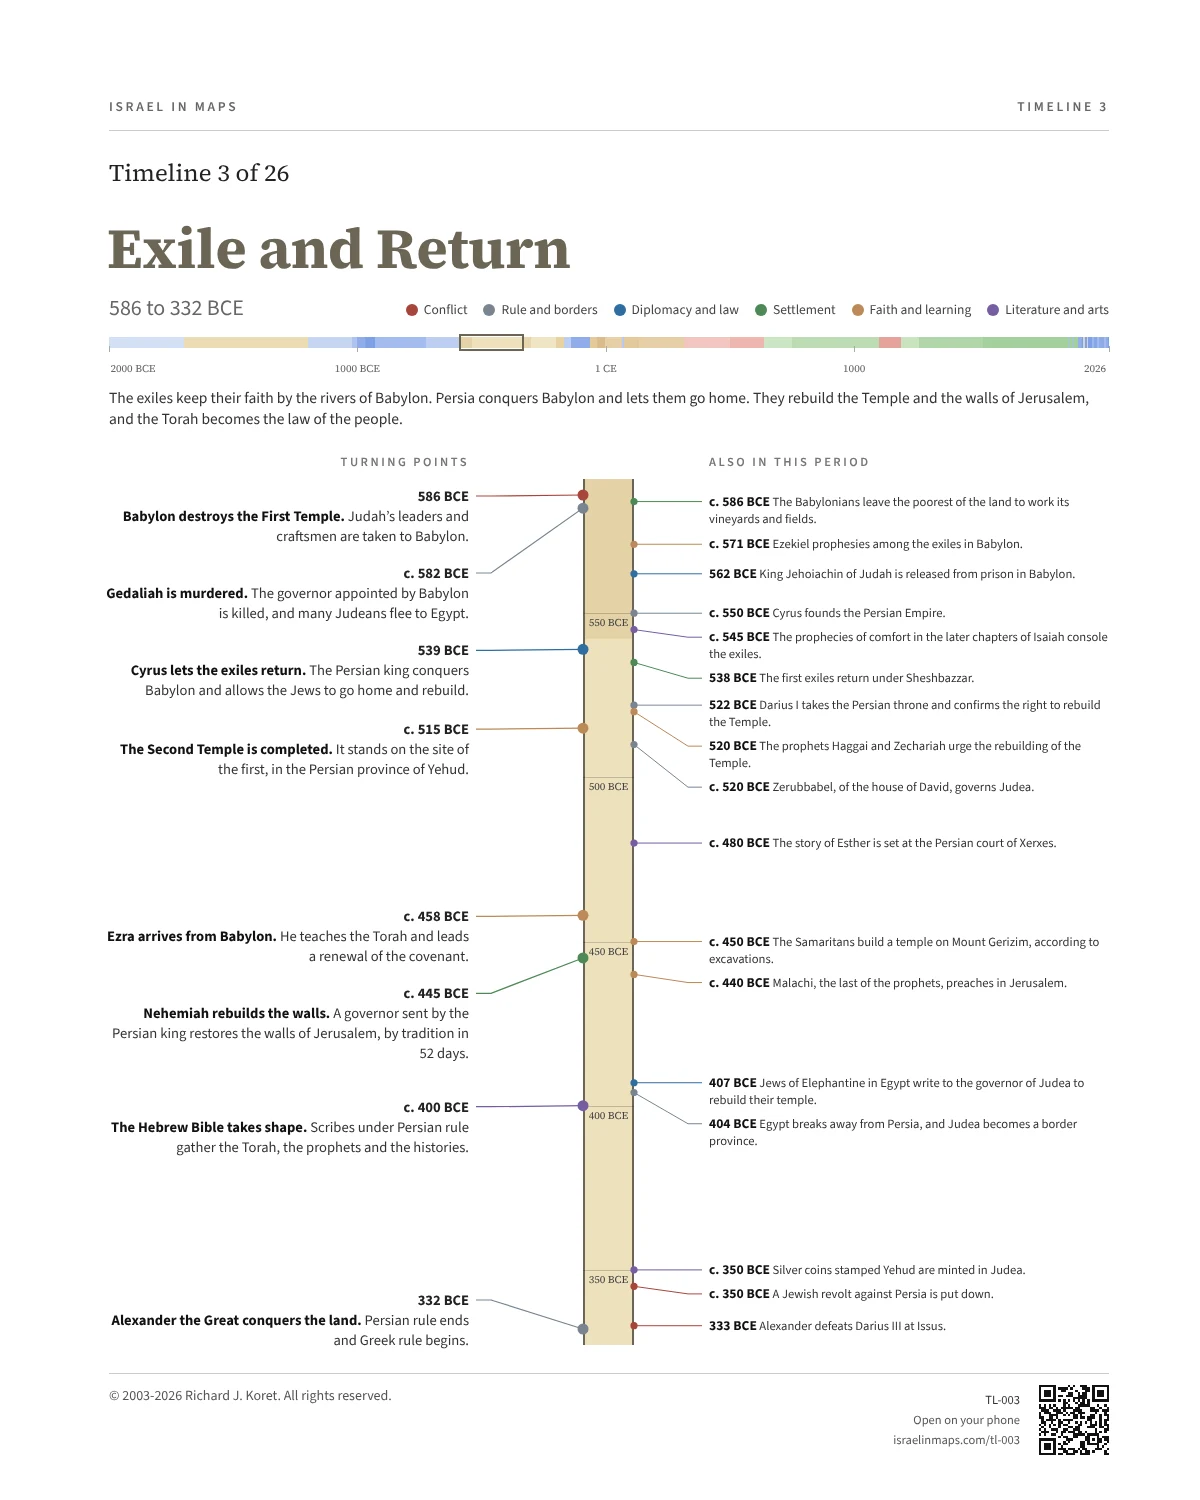 ISRAEL IN MAPS
TIMELINE 3
Timeline 3 of 26
Exile and Return
586 to 332 BCE
Conflict
Rule and borders
Diplomacy and law
Settlement
Faith and learning
Literature and arts
2000 BCE
1000 BCE
1 CE
1000
2026
The exiles keep their faith by the rivers of Babylon. Persia conquers Babylon and lets them go home. They rebuild the Temple and the walls of Jerusalem,
and the Torah becomes the law of the people.
TURNING POINTS
586 BCE
Babylon destroys the First Temple. Judah’s leaders and
craftsmen are taken to Babylon.
c. 582 BCE
Gedaliah is murdered. The governor appointed by Babylon
is killed, and many Judeans flee to Egypt.
539 BCE
Cyrus lets the exiles return. The Persian king conquers
Babylon and allows the Jews to go home and rebuild.
c. 515 BCE
The Second Temple is completed. It stands on the site of
the first, in the Persian province of Yehud.
c. 458 BCE
Ezra arrives from Babylon. He teaches the Torah and leads
a renewal of the covenant.
c. 445 BCE
Nehemiah rebuilds the walls. A governor sent by the
Persian king restores the walls of Jerusalem, by tradition in
52 days.
c. 400 BCE
The Hebrew Bible takes shape. Scribes under Persian rule
gather the Torah, the prophets and the histories.
332 BCE
Alexander the Great conquers the land. Persian rule ends
and Greek rule begins.
550 BCE
500 BCE
450 BCE
400 BCE
350 BCE
ALSO IN THIS PERIOD
c. 586 BCE The Babylonians leave the poorest of the land to work its
vineyards and fields.
c. 571 BCE Ezekiel prophesies among the exiles in Babylon.
562 BCE King Jehoiachin of Judah is released from prison in Babylon.
c. 550 BCE Cyrus founds the Persian Empire.
c. 545 BCE The prophecies of comfort in the later chapters of Isaiah console
the exiles.
538 BCE The first exiles return under Sheshbazzar.
522 BCE Darius I takes the Persian throne and confirms the right to rebuild
the Temple.
520 BCE The prophets Haggai and Zechariah urge the rebuilding of the
Temple.
c. 520 BCE Zerubbabel, of the house of David, governs Judea.
c. 480 BCE The story of Esther is set at the Persian court of Xerxes.
c. 450 BCE The Samaritans build a temple on Mount Gerizim, according to
excavations.
c. 440 BCE Malachi, the last of the prophets, preaches in Jerusalem.
407 BCE Jews of Elephantine in Egypt write to the governor of Judea to
rebuild their temple.
404 BCE Egypt breaks away from Persia, and Judea becomes a border
province.
c. 350 BCE Silver coins stamped Yehud are minted in Judea.
c. 350 BCE A Jewish revolt against Persia is put down.
333 BCE Alexander defeats Darius III at Issus.
© 2003-2026 Richard J. Koret. All rights reserved.
TL-003
Open on your phone
israelinmaps.com/tl-003